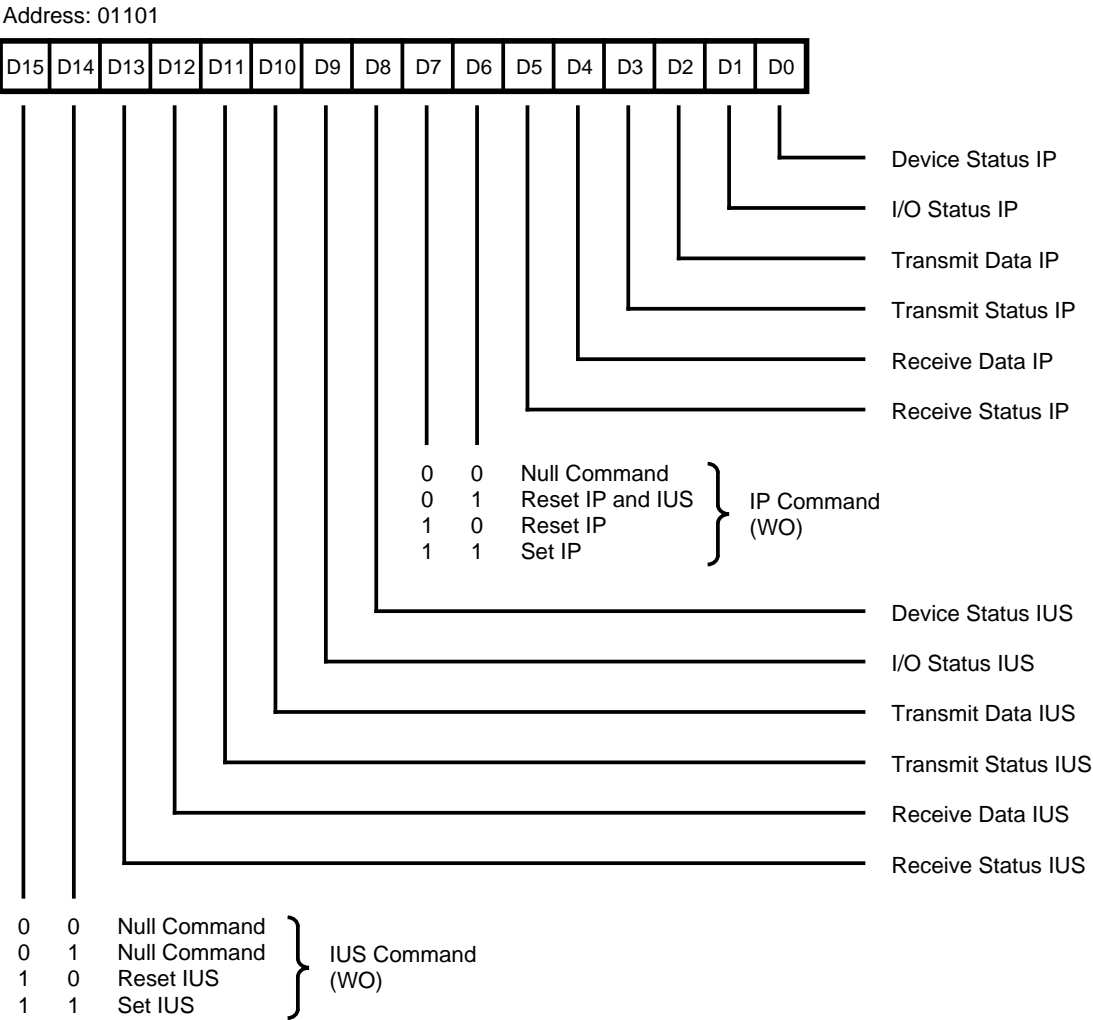 Address: 01101
D15 D14 D13 D12 D11 D10 D9 D8 D7 D6 D5 D4 D3 D2 D1 D0
Device Status IP
I/O Status IP
Transmit Data IP
Transmit Status IP
Receive Data IP
Receive Status IP
0 0 Null Command
0 1 Reset IP and IUS
1 0 Reset IP
1 1 Set IP
IP Command
(WO)
Device Status IUS
I/O Status IUS
Transmit Data IUS
Transmit Status IUS
Receive Data IUS
Receive Status IUS
0 0 Null Command
0 1 Null Command
1 0 Reset IUS
1 1 Set IUS
IUS Command
(WO)